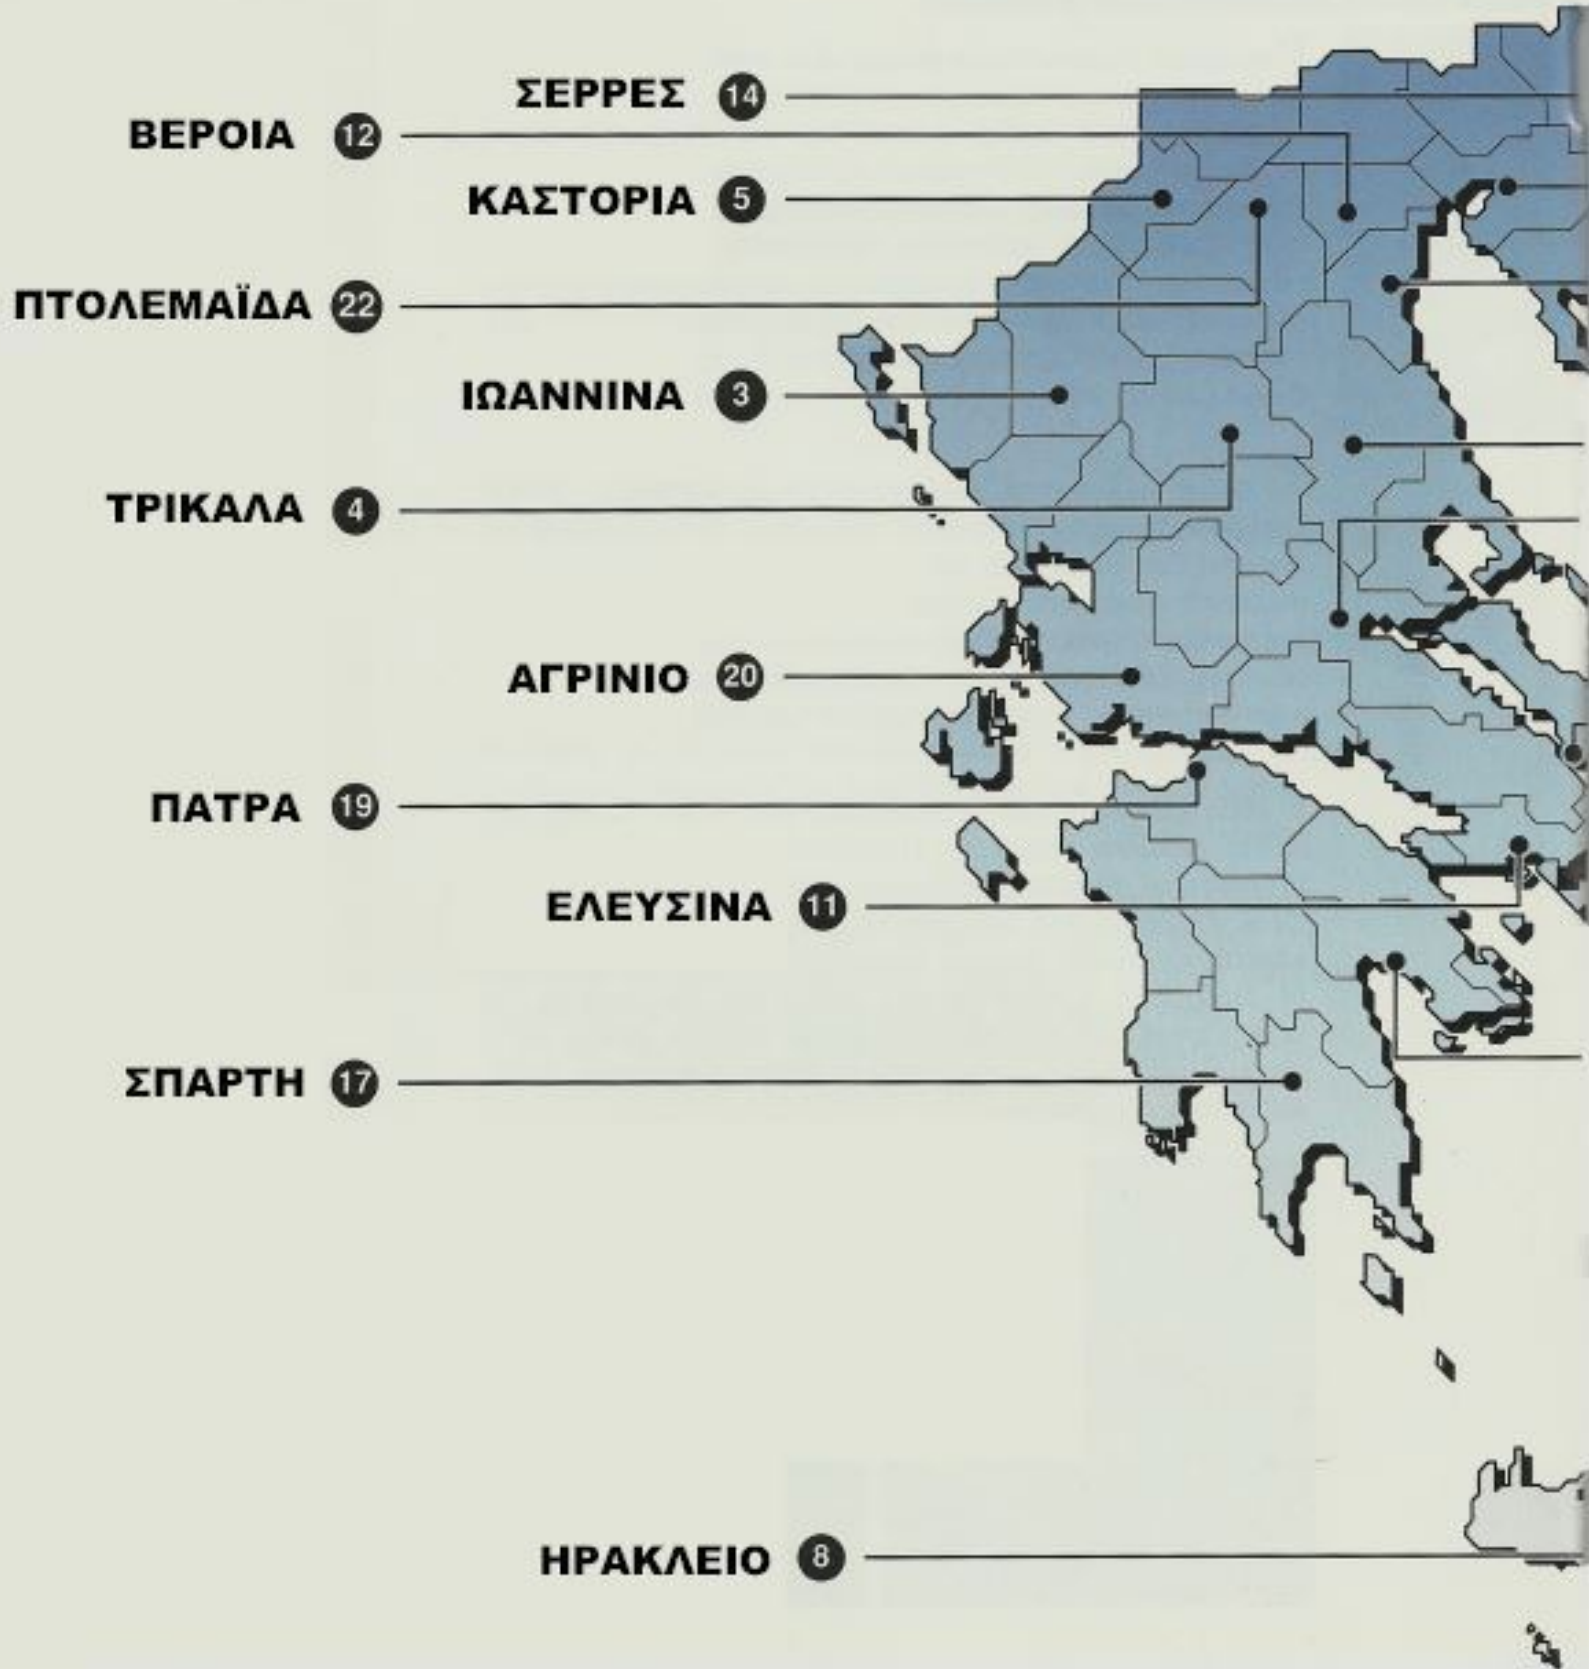 ΣΕΡΡΕΣ 14
ΒΕΡΟΙΑ 12
ΚΑΣΤΟΡΙΑ 5
ΠΤΟΛΕΜΑΪΔΑ 22
ΙΩΑΝΝΙΝΑ 3
ΤΡΙΚΑΛΑ 4
ΑΓΡΙΝΙΟ 20
ΠΑΤΡΑ 19
ΕΛΕΥΣΙΝΑ 11
ΣΠΑΡΤΗ 17
ΗΡΑΚΛΕΙΟ 8